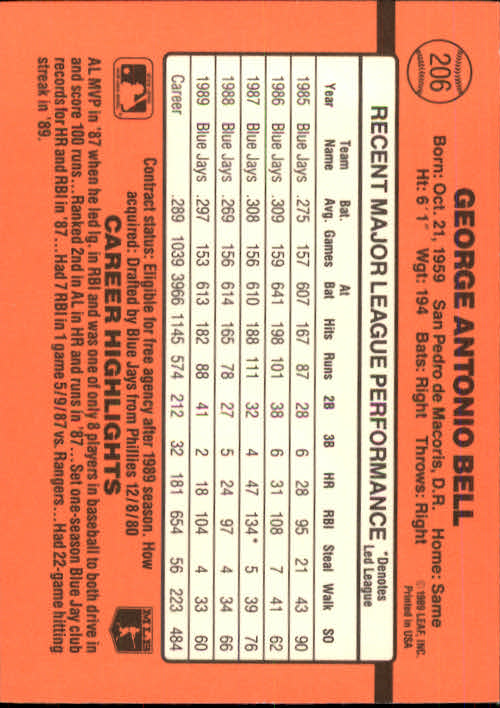 206
GEORGE ANTONIO BELL
Born: Oct. 21, 1959 San Pedro de Macoris, D.R. Home: Same
Ht: 6'1" Wgt: 194 Bats: Right Throws: Right
©1989 LEAF, INC.
Printed in USA
RECENT MAJOR LEAGUE PERFORMANCE *Denotes Led League
Year Team Name Bat. Avg. Games At Bat Hits Runs 2B 3B HR RBI Steal Walk SO
1985 Blue Jays .275 157 607 167 87 28 6 28 95 21 43 90
1986 Blue Jays .309 159 641 198 101 38 6 31 108 7 41 62
1987 Blue Jays .308 156 610 188 111 32 4 47 134* 5 39 76
1988 Blue Jays .269 156 614 165 78 27 5 24 97 4 34 66
1989 Blue Jays .297 153 613 182 88 41 2 18 104 4 33 60
Career .289 1039 3966 1145 574 212 32 181 654 56 223 484
Contract status: Eligible for free agency after 1989 season. How
acquired: Drafted by Blue Jays from Phillies 12/8/80
MLB
CAREER HIGHLIGHTS
AL MVP in '87 when he led lg. in RBI and was one of only 8 players in baseball to both drive in
and score 100 runs...Ranked 2nd in AL in HR and runs in '87...Set one-season Blue Jay club
records for HR and RBI in '87...Had 7 RBI in 1 game 5/9/87 vs. Rangers...Had 22-game hitting
streak in '89.